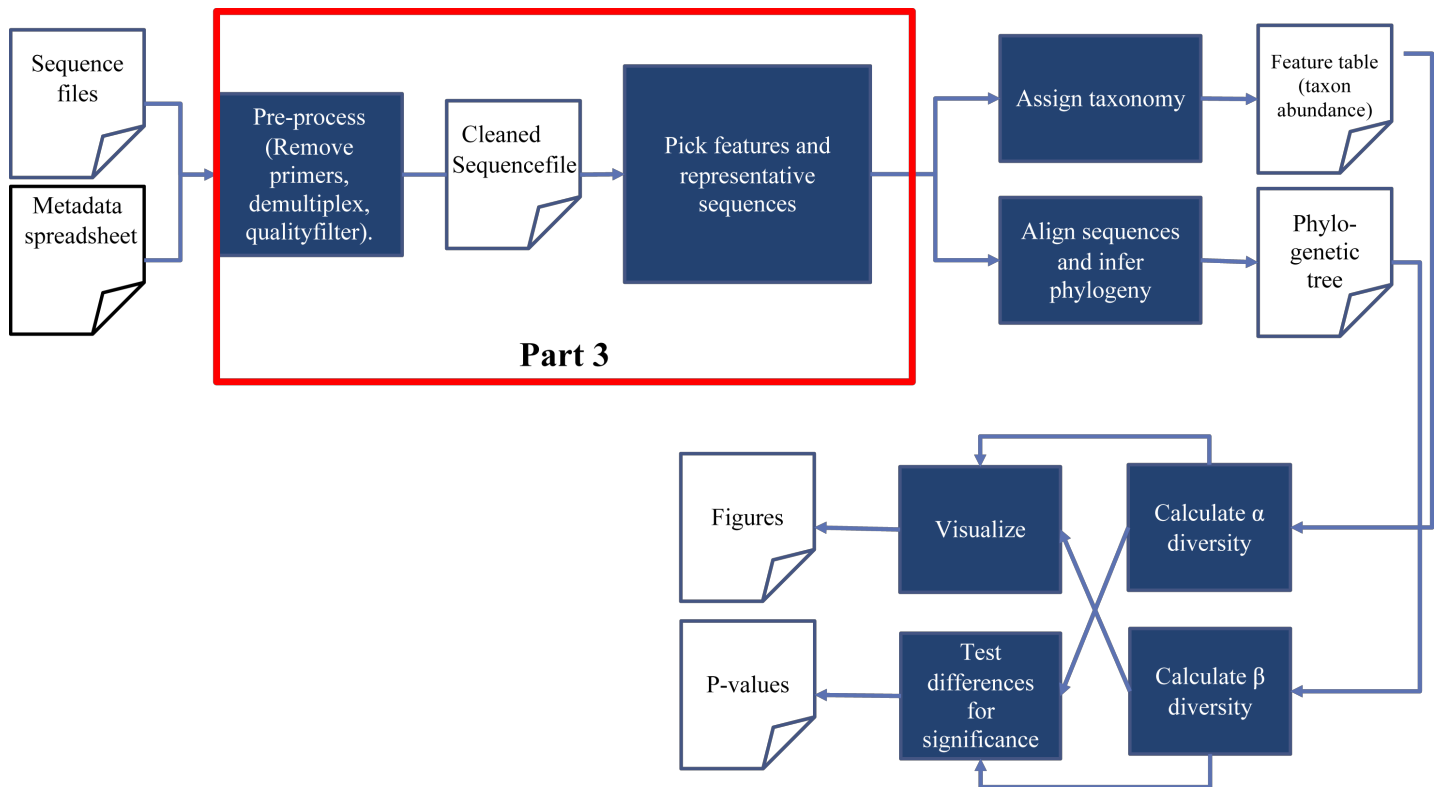 Sequence
files
Metadata
spreadsheet
Pre-process
(Remove
primers,
demultiplex,
qualityfilter).
Cleaned
Sequencefile
Pick features and
representative
sequences
Part 3
Assign taxonomy
Feature table
(taxon
abundance)
Align sequences
and infer
phylogeny
Phylo-
genetic
tree
Figures
Visualize
Calculate α
diversity
P-values
Test
differences
for
significance
Calculate β
diversity